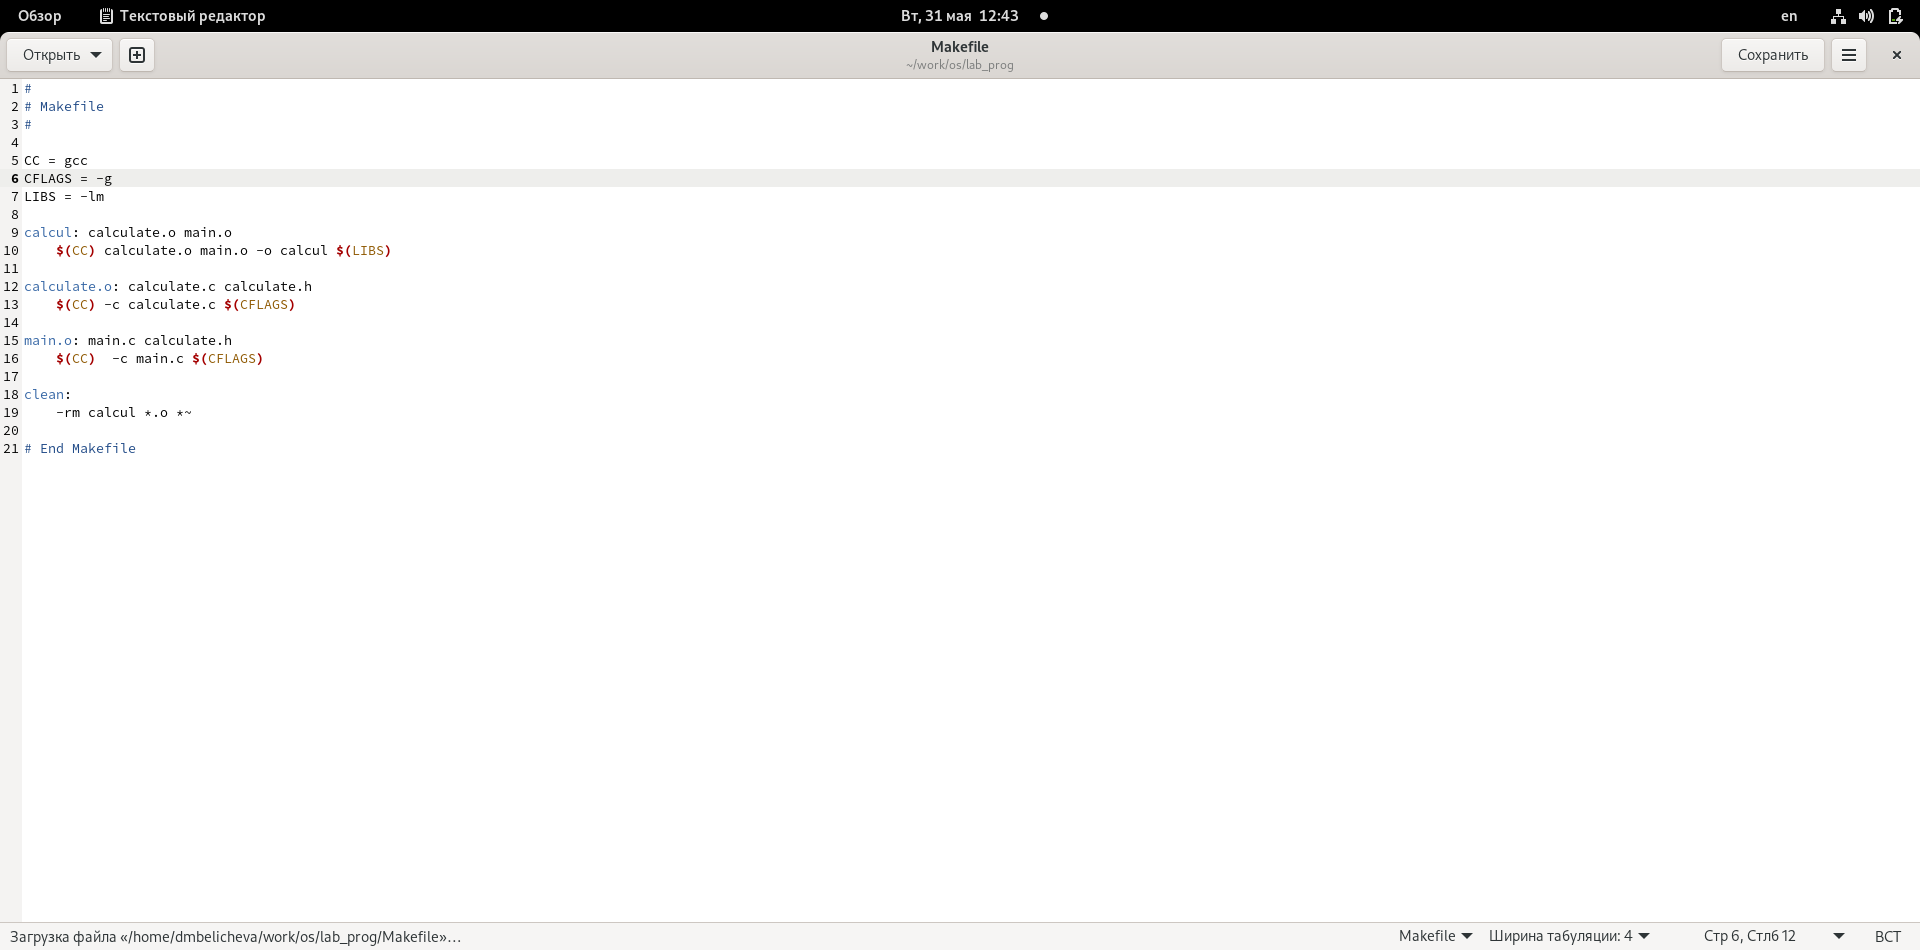 Обзор Текстовый редактор Вт, 31 мая 12:43 en
Открыть Makefile Сохранить
~/work/os/lab_prog
1 #
2 # Makefile
3 #
4
5 CC = gcc
6 CFLAGS = -g
7 LIBS = -lm
8
9 calcul: calculate.o main.o
10     $(CC) calculate.o main.o -o calcul $(LIBS)
11
12 calculate.o: calculate.c calculate.h
13     $(CC) -c calculate.c $(CFLAGS)
14
15 main.o: main.c calculate.h
16     $(CC)  -c main.c $(CFLAGS)
17
18 clean:
19     -rm calcul *.o *~
20
21 # End Makefile
Загрузка файла «/home/dmbelicheva/work/os/lab_prog/Makefile»… Makefile Ширина табуляции: 4 Стр 6, Стлб 12 ВСТ